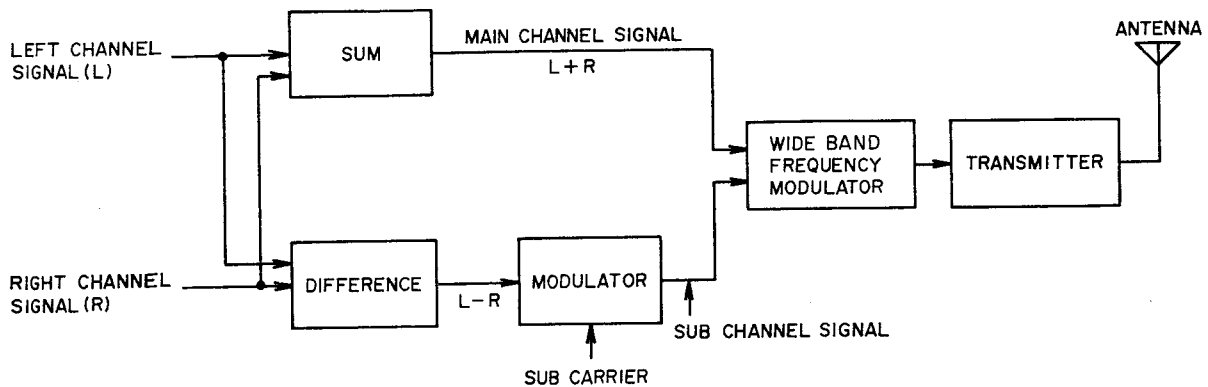 LEFT CHANNEL
SIGNAL (L)
SUM
MAIN CHANNEL SIGNAL
L+R
ANTENNA
WIDE BAND
FREQUENCY
MODULATOR
TRANSMITTER
RIGHT CHANNEL
SIGNAL (R)
DIFFERENCE
L-R
MODULATOR
SUB CHANNEL SIGNAL
SUB CARRIER